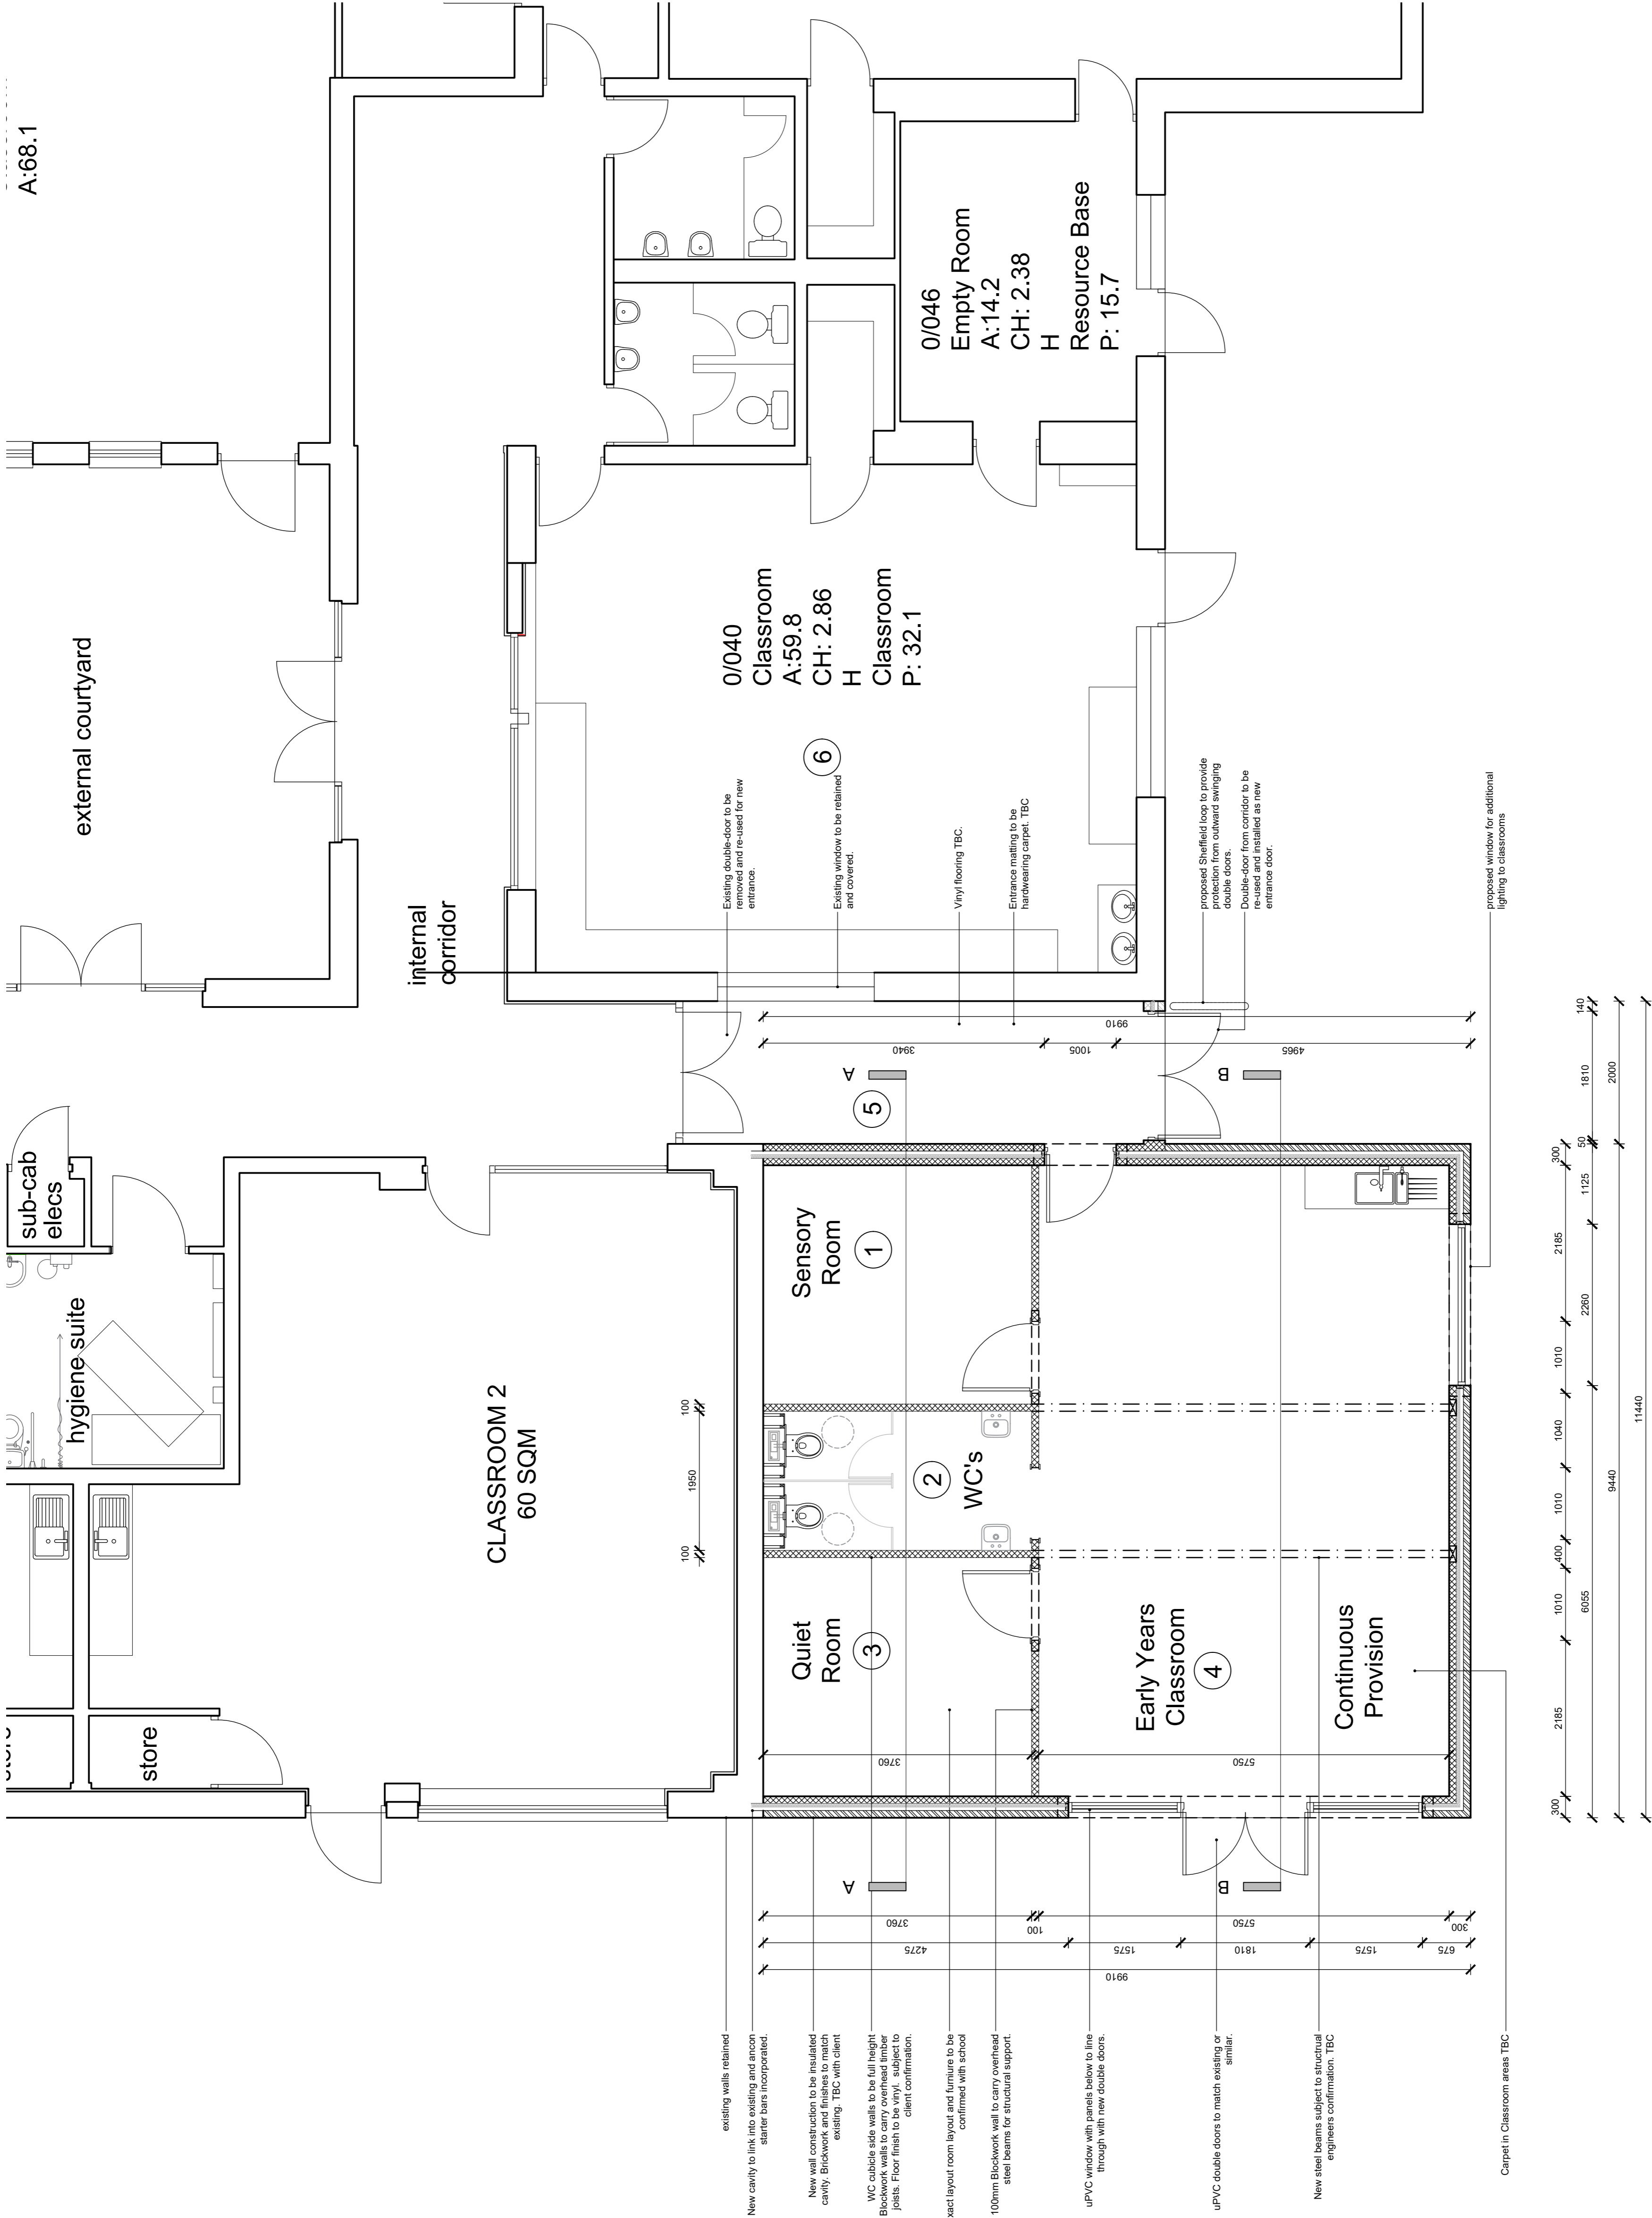 A:68.1
external courtyard
internal
corridor
sub-cab
elecs
hygiene suite
store
CLASSROOM 2
60 SQM
0/046
Empty Room
A:14.2
CH: 2.38
H
Resource Base
P: 15.7
0/040
Classroom
A:59.8
CH: 2.86
H
Classroom
P: 32.1
6
Existing double-door to be
removed and re-used for new
entrance.
Existing window to be retained
and covered.
Vinyl flooring TBC.
Entrance matting to be
hardwearing carpet. TBC
proposed Sheffield loop to provide
protection from outward swinging
double doors.
Double-door from corridor to be
re-used and installed as new
entrance door.
proposed window for additional
lighting to classrooms
Sensory
Room
1
2
WC's
Quiet
Room
3
Early Years
Classroom
4
Continuous
Provision
5
A
B
A
B
100
1950
100
9910
3940
1005
4965
3760
5750
3760
100
5750
300
4275
1575
1810
1575
675
9910
300
2185
1010
400
1010
1040
1010
2185
300
6055
2260
1125
50
1810
140
9440
2000
11440
existing walls retained
New cavity to link into existing and ancon
starter bars incorporated.
New wall construction to be insulated
cavity. Brickwork and finishes to match
existing. TBC with client
WC cubicle side walls to be full height
Blockwork walls to carry overhead timber
joists. Floor finish to be vinyl. subject to
client confirmation.
xact layout room layout and furniure to be
confirmed with school
100mm Blockwork wall to carry overhead
steel beams for structural support.
uPVC window with panels below to line
through with new double doors.
uPVC double doors to match existing or
similar.
New steel beams subject to structrual
engineers confirmation. TBC
Carpet in Classroom areas TBC